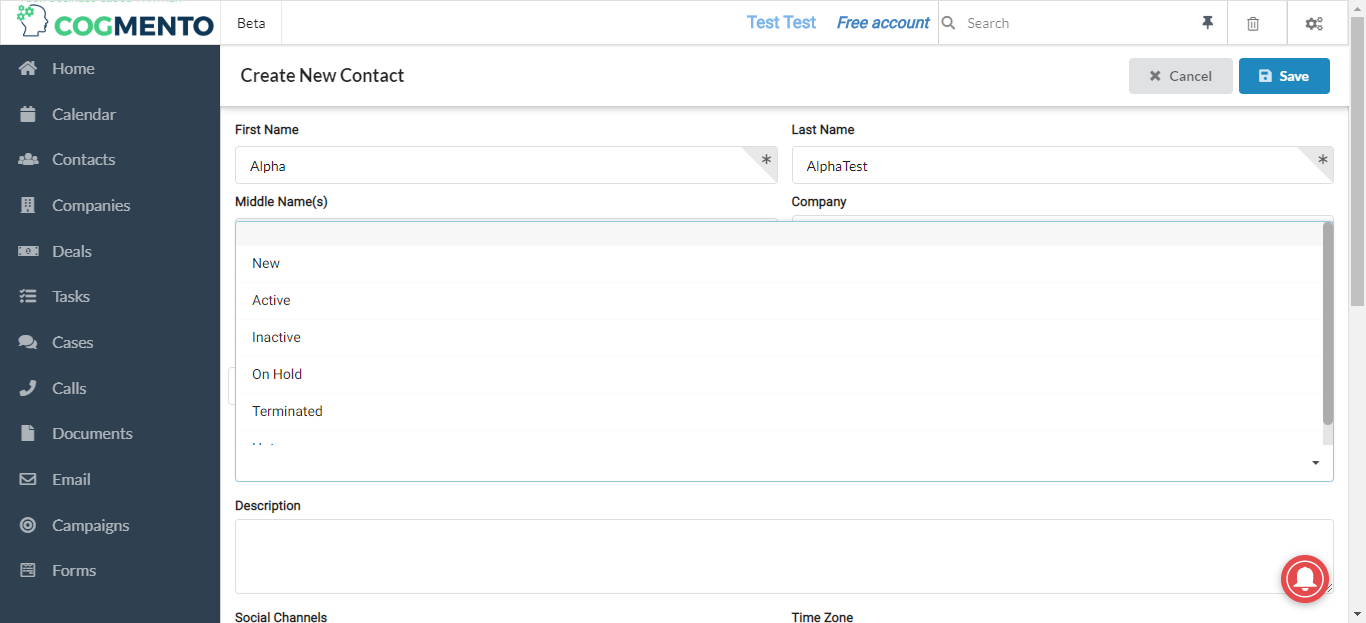 COGMENTO
Beta
Test Test
Free account
Search
Home
Calendar
Contacts
Companies
Deals
Tasks
Cases
Calls
Documents
Email
Campaigns
Forms
Create New Contact
Cancel
Save
First Name
Last Name
Alpha
*
AlphaTest
*
Middle Name(s)
Company
New
Active
Inactive
On Hold
Terminated
Description
Social Channels
Time Zone